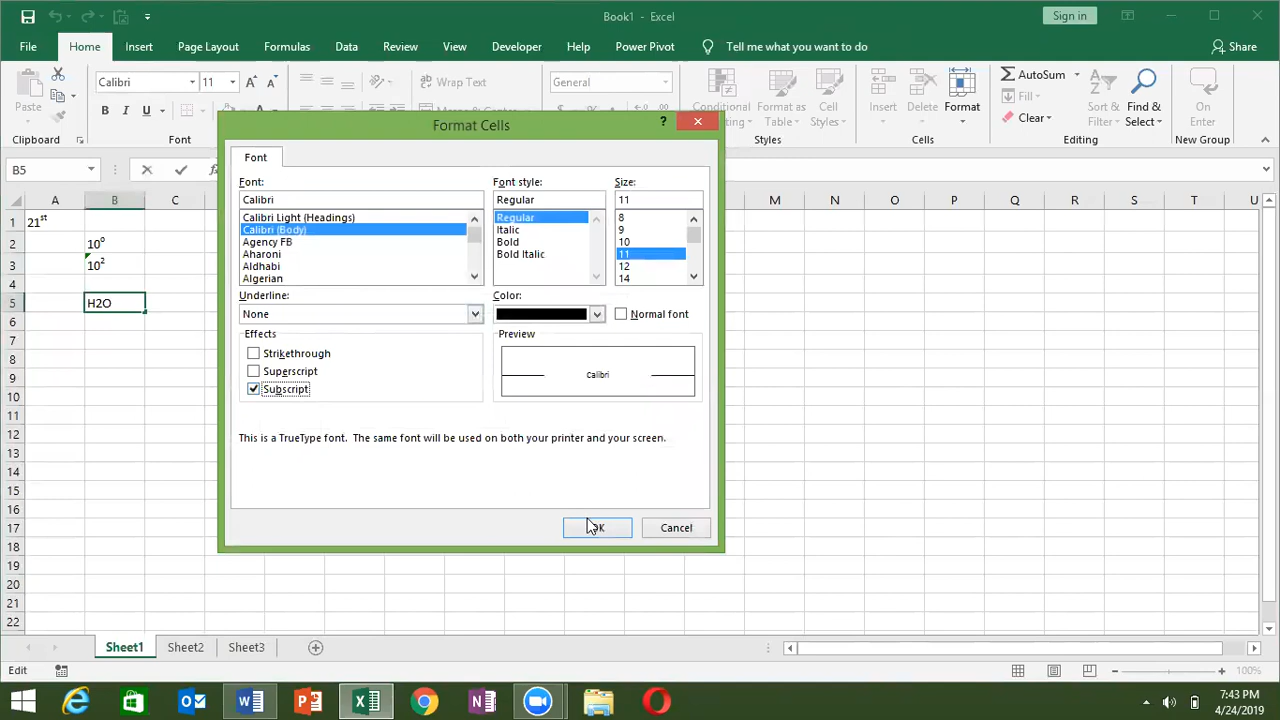 Book1 - Excel
Sign in
File Home Insert Page Layout Formulas Data Review View Developer Help Power Pivot Tell me what you want to do Share
Calibri 11 Wrap Text General AutoSum
Paste B I U Conditional Formatting Format as Table Cell Styles Insert Delete Format Fill Sort & Filter Find & Select On Enter
Clear
Clipboard Font Styles Cells Editing New Group
Format Cells
?
B5
Font
Font: Font style: Size:
Calibri Regular 11
Calibri Light (Headings) Regular 8
Calibri (Body) Italic 9
Agency FB Bold 10
Aharoni Bold Italic 11
Aldhabi 12
Algerian 14
Underline: Color:
None Normal font
Effects Preview
Strikethrough
Superscript Calibri
Subscript
This is a TrueType font. The same font will be used on both your printer and your screen.
OK Cancel
A B C M N O P Q R S T U
1 21st
2 10o
3 10²
4
5 H2O
6
7
8
9
10
11
12
13
14
15
16
17
18
19
20
21
22
Sheet1 Sheet2 Sheet3
Edit 100%
7:43 PM
4/24/2019